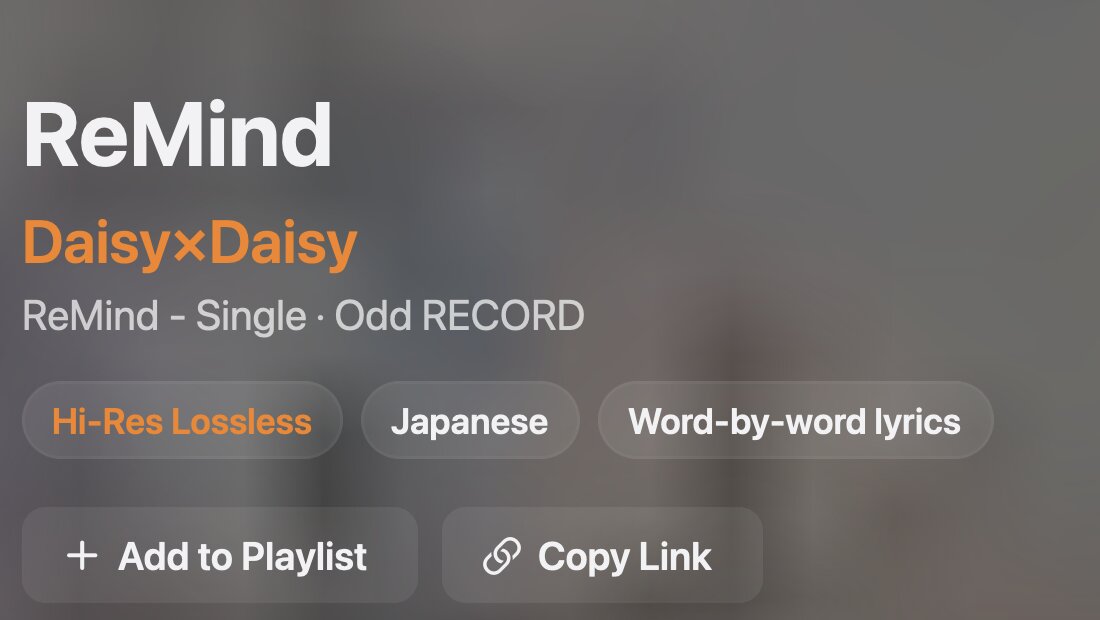 ReMind
Daisy×Daisy
ReMind - Single · Odd RECORD
Hi-Res Lossless Japanese Word-by-word lyrics
Add to Playlist Copy Link